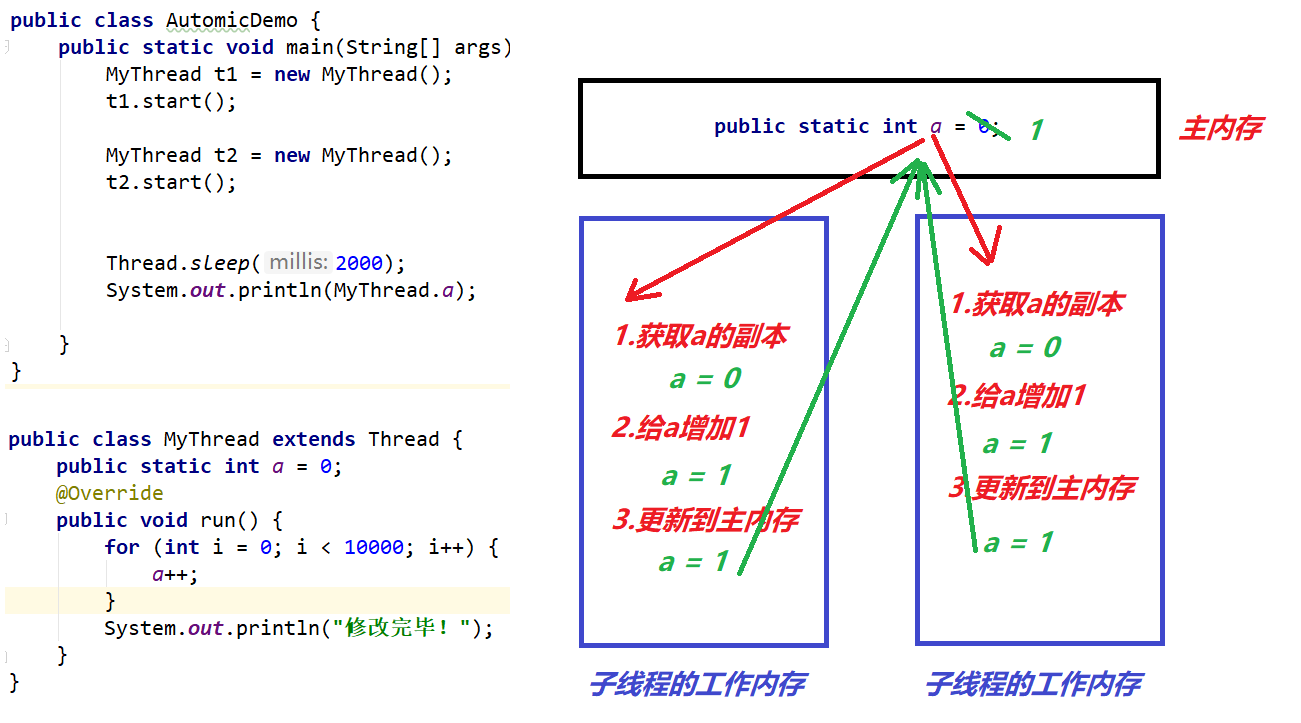 public class AutomicDemo {
public static void main(String[] args)
MyThread t1 = new MyThread();
t1.start();
MyThread t2 = new MyThread();
t2.start();
Thread.sleep( millis: 2000);
System.out.println(MyThread.a);
}
}
public class MyThread extends Thread {
public static int a = 0;
@Override
public void run() {
for (int i = 0; i < 10000; i++) {
a++;
}
System.out.println("修改完毕！");
}
}
public static int a = 0; 1
主内存
1.获取a的副本
a = 0
2.给a增加1
a = 1
3.更新到主内存
a = 1
子线程的工作内存
1.获取a的副本
a = 0
2.给a增加1
a = 1
3.更新到主内存
a = 1
子线程的工作内存